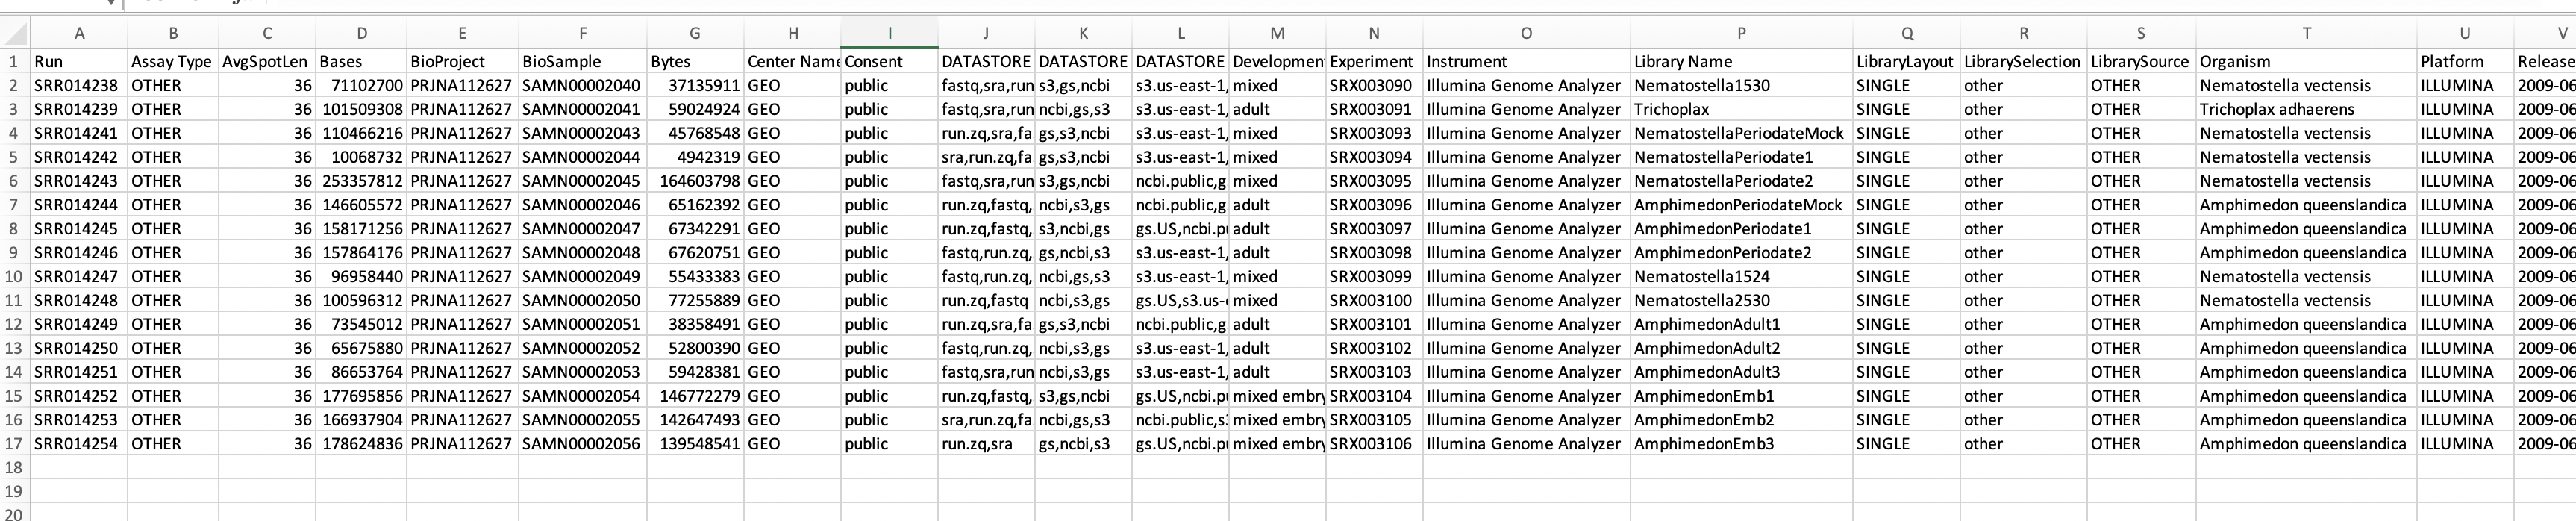 A B C D E F G H I J K L M N O P Q R S T U V
1 Run Assay Type AvgSpotLen Bases BioProject BioSample Bytes Center Name Consent DATASTORE DATASTORE DATASTORE Developmen Experiment Instrument Library Name LibraryLayout LibrarySelection LibrarySource Organism Platform Release
2 SRR014238 OTHER 36 71102700 PRJNA112627 SAMN00002040 37135911 GEO public fastq,sra,run s3,gs,ncbi s3.us-east-1, mixed SRX003090 Illumina Genome Analyzer Nematostella1530 SINGLE other OTHER Nematostella vectensis ILLUMINA 2009-06
3 SRR014239 OTHER 36 101509308 PRJNA112627 SAMN00002041 59024924 GEO public fastq,sra,run ncbi,gs,s3 s3.us-east-1, adult SRX003091 Illumina Genome Analyzer Trichoplax SINGLE other OTHER Trichoplax adhaerens ILLUMINA 2009-06
4 SRR014241 OTHER 36 110466216 PRJNA112627 SAMN00002043 45768548 GEO public run.zq,sra,fa gs,s3,ncbi s3.us-east-1, mixed SRX003093 Illumina Genome Analyzer NematostellaPeriodateMock SINGLE other OTHER Nematostella vectensis ILLUMINA 2009-06
5 SRR014242 OTHER 36 10068732 PRJNA112627 SAMN00002044 4942319 GEO public sra,run.zq,fa gs,s3,ncbi s3.us-east-1, mixed SRX003094 Illumina Genome Analyzer NematostellaPeriodate1 SINGLE other OTHER Nematostella vectensis ILLUMINA 2009-06
6 SRR014243 OTHER 36 253357812 PRJNA112627 SAMN00002045 164603798 GEO public fastq,sra,run s3,gs,ncbi ncbi.public,g mixed SRX003095 Illumina Genome Analyzer NematostellaPeriodate2 SINGLE other OTHER Nematostella vectensis ILLUMINA 2009-06
7 SRR014244 OTHER 36 146605572 PRJNA112627 SAMN00002046 65162392 GEO public run.zq,fastq, ncbi,s3,gs ncbi.public,g adult SRX003096 Illumina Genome Analyzer AmphimedonPeriodateMock SINGLE other OTHER Amphimedon queenslandica ILLUMINA 2009-06
8 SRR014245 OTHER 36 158171256 PRJNA112627 SAMN00002047 67342291 GEO public run.zq,fastq, s3,ncbi,gs gs.US,ncbi.pu adult SRX003097 Illumina Genome Analyzer AmphimedonPeriodate1 SINGLE other OTHER Amphimedon queenslandica ILLUMINA 2009-06
9 SRR014246 OTHER 36 157864176 PRJNA112627 SAMN00002048 67620751 GEO public fastq,run.zq, gs,ncbi,s3 s3.us-east-1, adult SRX003098 Illumina Genome Analyzer AmphimedonPeriodate2 SINGLE other OTHER Amphimedon queenslandica ILLUMINA 2009-06
10 SRR014247 OTHER 36 96958440 PRJNA112627 SAMN00002049 55433383 GEO public fastq,run.zq, ncbi,gs,s3 s3.us-east-1, mixed SRX003099 Illumina Genome Analyzer Nematostella1524 SINGLE other OTHER Nematostella vectensis ILLUMINA 2009-06
11 SRR014248 OTHER 36 100596312 PRJNA112627 SAMN00002050 77255889 GEO public run.zq,fastq ncbi,s3,gs gs.US,s3.us- mixed SRX003100 Illumina Genome Analyzer Nematostella2530 SINGLE other OTHER Nematostella vectensis ILLUMINA 2009-06
12 SRR014249 OTHER 36 73545012 PRJNA112627 SAMN00002051 38358491 GEO public run.zq,sra,fa gs,s3,ncbi ncbi.public,g adult SRX003101 Illumina Genome Analyzer AmphimedonAdult1 SINGLE other OTHER Amphimedon queenslandica ILLUMINA 2009-06
13 SRR014250 OTHER 36 65675880 PRJNA112627 SAMN00002052 52800390 GEO public fastq,run.zq, ncbi,s3,gs s3.us-east-1, adult SRX003102 Illumina Genome Analyzer AmphimedonAdult2 SINGLE other OTHER Amphimedon queenslandica ILLUMINA 2009-06
14 SRR014251 OTHER 36 86653764 PRJNA112627 SAMN00002053 59428381 GEO public fastq,sra,run ncbi,s3,gs s3.us-east-1, adult SRX003103 Illumina Genome Analyzer AmphimedonAdult3 SINGLE other OTHER Amphimedon queenslandica ILLUMINA 2009-06
15 SRR014252 OTHER 36 177695856 PRJNA112627 SAMN00002054 146772279 GEO public run.zq,fastq, s3,gs,ncbi gs.US,ncbi.pu mixed embry SRX003104 Illumina Genome Analyzer AmphimedonEmb1 SINGLE other OTHER Amphimedon queenslandica ILLUMINA 2009-06
16 SRR014253 OTHER 36 166937904 PRJNA112627 SAMN00002055 142647493 GEO public sra,run.zq,fa ncbi,gs,s3 ncbi.public,s mixed embry SRX003105 Illumina Genome Analyzer AmphimedonEmb2 SINGLE other OTHER Amphimedon queenslandica ILLUMINA 2009-06
17 SRR014254 OTHER 36 178624836 PRJNA112627 SAMN00002056 139548541 GEO public run.zq,sra gs,ncbi,s3 gs.US,ncbi.pu mixed embry SRX003106 Illumina Genome Analyzer AmphimedonEmb3 SINGLE other OTHER Amphimedon queenslandica ILLUMINA 2009-06
18
19
20